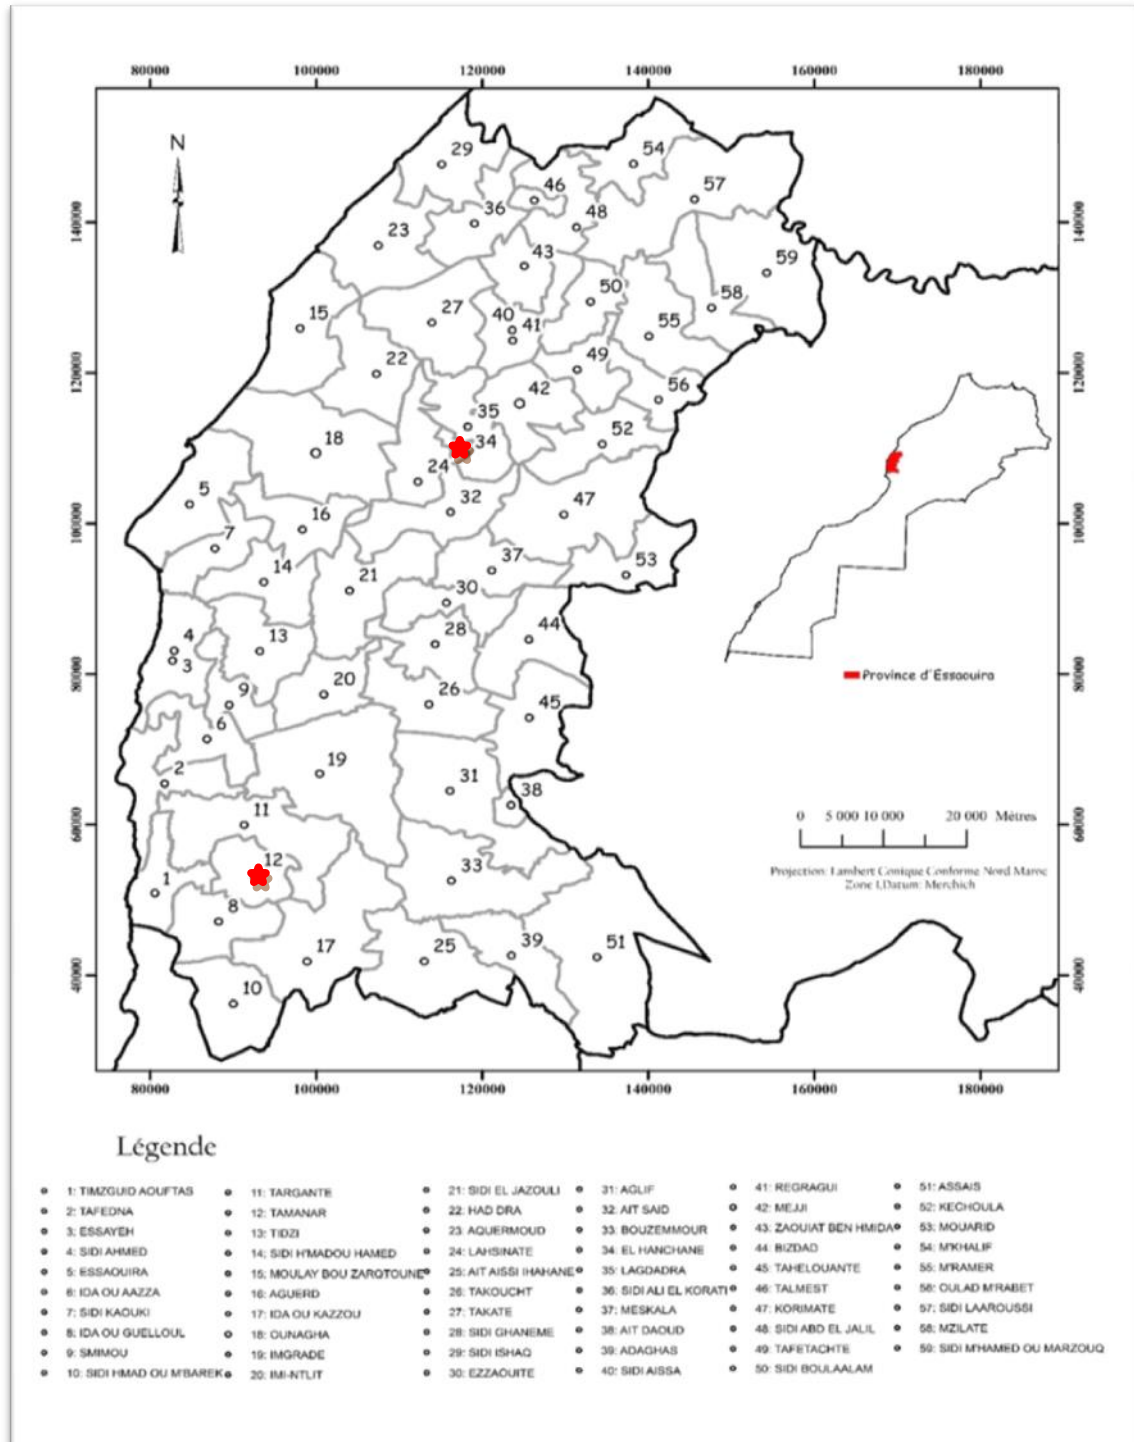 80000 100000 120000 140000 160000 180000
N
29
54
46
57
36
48
140000 140000
23
43
59
50
58
15
27
40
41
55
22
49
120000 120000
42
56
35
18
34
52
24
5
32
47
16
100000 100000
7
37
53
14
21
30
44
4
13
28
3
80000 80000
Province d'Essaouira
9
20
26
45
6
19
2
31
38
11
60000 60000
0 5 000 10 000 20 000 Mètres
12
33
1
Projection: Lambert Conique Conforme Nord Maroc
Zone I,Datum: Merchich
8
17
25
39
51
10
40000 40000
80000 100000 120000 140000 160000 180000
Légende
1: TIMZGUID AOUFTAS
2: TAFEDNA
3: ESSAYEH
4: SIDI AHMED
5: ESSAOUIRA
6: IDA OU AAZZA
7: SIDI KAOUKI
8: IDA OU GUELLOUL
9: SMIMOU
10: SIDI HMAD OU M'BAREK
11: TARGANTE
12: TAMANAR
13: TIDZI
14: SIDI H'MADOU HAMED
15: MOULAY BOU ZARQTOUNE
16: AGUERD
17: IDA OU KAZZOU
18: OUNAGHA
19: IMGRADE
20: IMI-NTLIT
21: SIDI EL JAZOULI
22: HAD DRA
23: AQUERMOUD
24: LAHSINATE
25: AIT AISSI IHAHANE
26: TAKOUCHT
27: TAKATE
28: SIDI GHANEME
29: SIDI ISHAQ
30: EZZAOUITE
31: AGLIF
32: AIT SAID
33: BOUZEMMOUR
34: EL HANCHANE
35: LAGDADRA
36: SIDI ALI EL KORATI
37: MESKALA
38: AIT DAOUD
39: ADAGHAS
40: SIDI AISSA
41: REGRAGUI
42: MEJJI
43: ZAOUIAT BEN HMIDA
44: BIZDAD
45: TAHELOUANTE
46: TALMEST
47: KORIMATE
48: SIDI ABD EL JALIL
49: TAFETACHTE
50: SIDI BOULAALAM
51: ASSAIS
52: KECHOULA
53: MOUARID
54: M'KHALIF
55: M'RAMER
56: OULAD M'RABET
57: SIDI LAAROUSSI
58: MZILATE
59: SIDI M'HAMED OU MARZOUQ